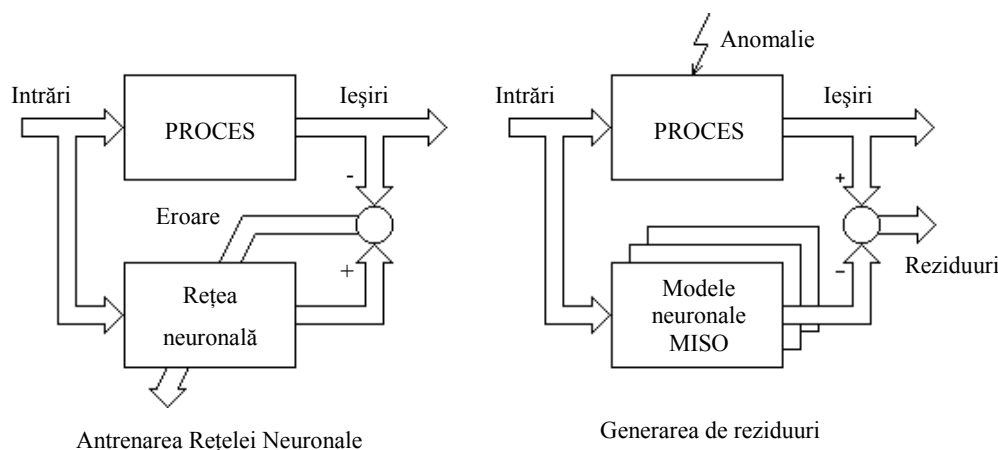 Intrări
PROCES
Ieşiri
-
Eroare
+
Reţea
neuronală
Antrenarea Reţelei Neuronale
Anomalie
Intrări
PROCES
Ieşiri
+
Reziduuri
-
Modele
neuronale
MISO
Generarea de reziduuri